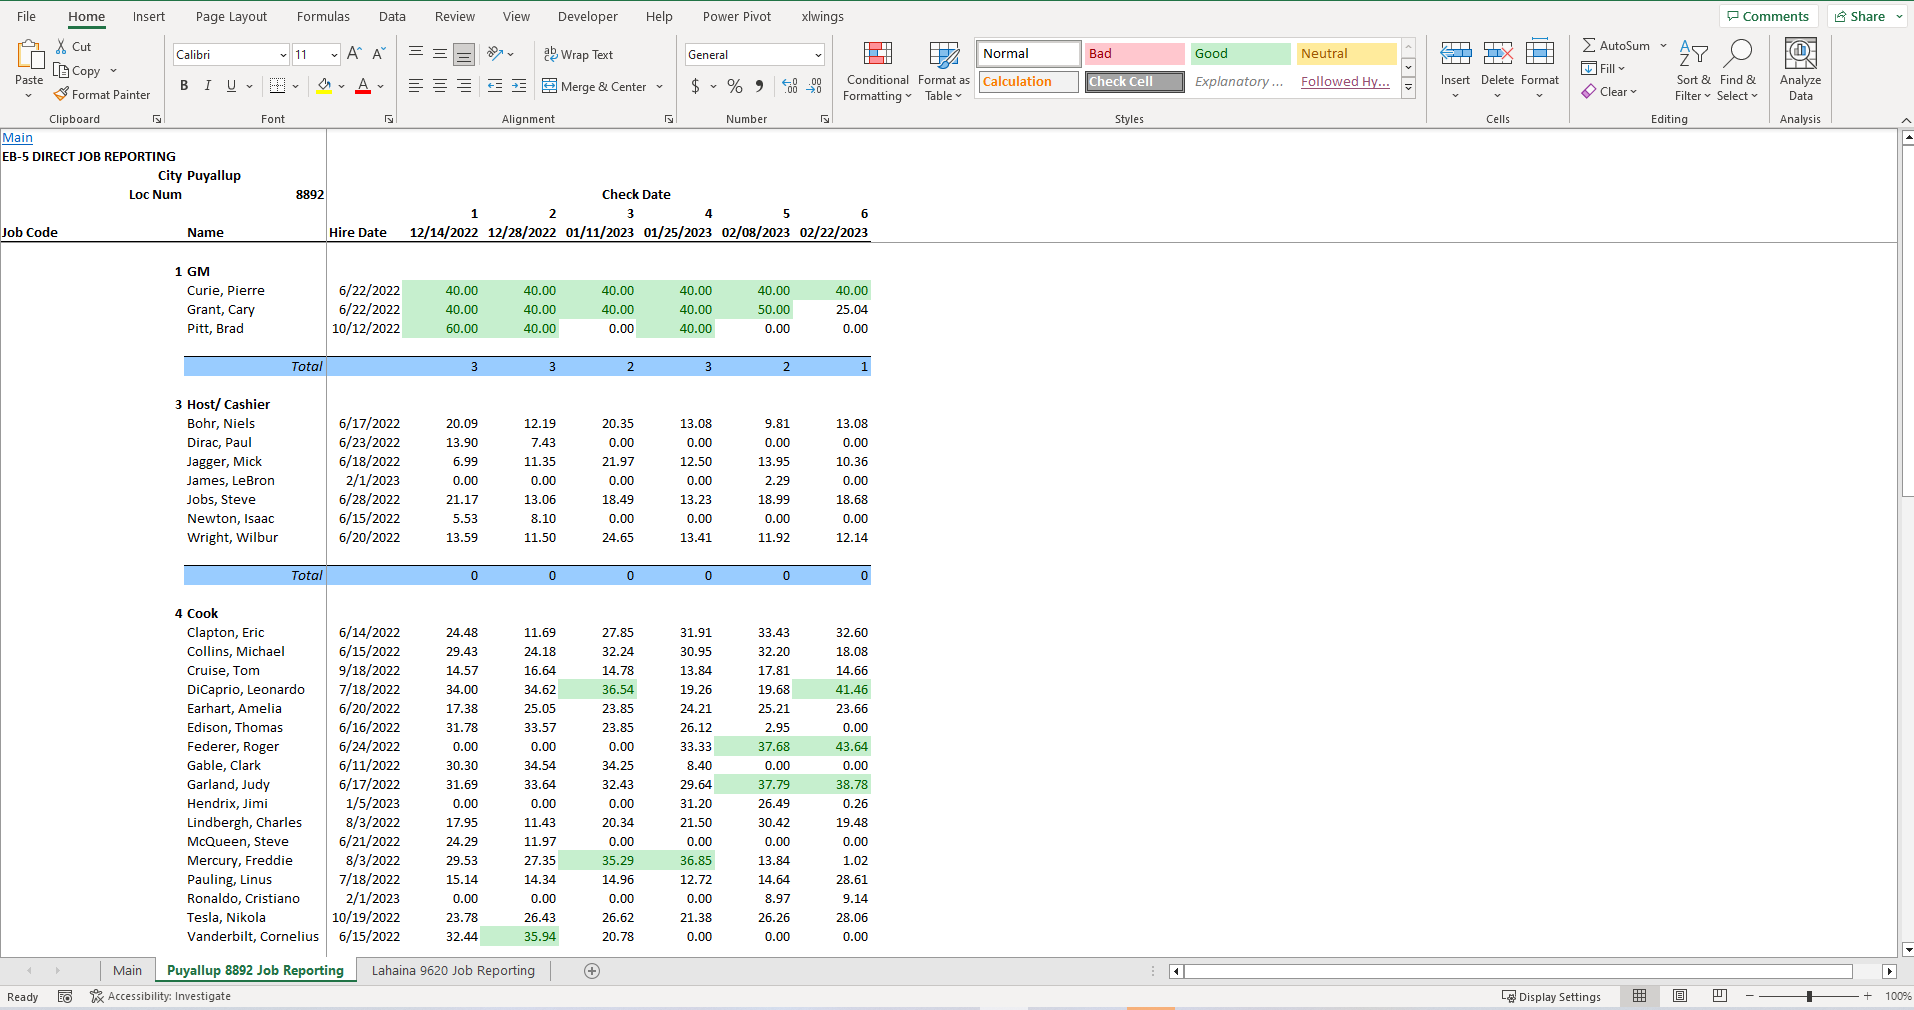 File Home Insert Page Layout Formulas Data Review View Developer Help Power Pivot xlwings Comments Share
Cut Calibri 11 A A ab Wrap Text General Normal Bad Good Neutral AutoSum
Paste Copy Conditional Formatting Format as Table Insert Delete Format Fill Sort & Filter Find & Select Analyze Data
Format Painter B I U A Merge & Center $ % 9 .00 .00 Calculation Check Cell Explanatory ... Followed Hy... Clear
Clipboard Font Alignment Number Styles Cells Editing Analysis
Main
EB-5 DIRECT JOB REPORTING
City Puyallup
Loc Num 8892 Check Date
1 2 3 4 5 6
Job Code Name Hire Date 12/14/2022 12/28/2022 01/11/2023 01/25/2023 02/08/2023 02/22/2023
1 GM
Curie, Pierre 6/22/2022 40.00 40.00 40.00 40.00 40.00 40.00
Grant, Cary 6/22/2022 40.00 40.00 40.00 40.00 50.00 25.04
Pitt, Brad 10/12/2022 60.00 40.00 0.00 40.00 0.00 0.00
Total 3 3 2 3 2 1
3 Host/ Cashier
Bohr, Niels 6/17/2022 20.09 12.19 20.35 13.08 9.81 13.08
Dirac, Paul 6/23/2022 13.90 7.43 0.00 0.00 0.00 0.00
Jagger, Mick 6/18/2022 6.99 11.35 21.97 12.50 13.95 10.36
James, LeBron 2/1/2023 0.00 0.00 0.00 0.00 2.29 0.00
Jobs, Steve 6/28/2022 21.17 13.06 18.49 13.23 18.99 18.68
Newton, Isaac 6/15/2022 5.53 8.10 0.00 0.00 0.00 0.00
Wright, Wilbur 6/20/2022 13.59 11.50 24.65 13.41 11.92 12.14
Total 0 0 0 0 0 0
4 Cook
Clapton, Eric 6/14/2022 24.48 11.69 27.85 31.91 33.43 32.60
Collins, Michael 6/15/2022 29.43 24.18 32.24 30.95 32.20 18.08
Cruise, Tom 9/18/2022 14.57 16.64 14.78 13.84 17.81 14.66
DiCaprio, Leonardo 7/18/2022 34.00 34.62 36.54 19.26 19.68 41.46
Earhart, Amelia 6/20/2022 17.38 25.05 23.85 24.21 25.21 23.66
Edison, Thomas 6/16/2022 31.78 33.57 23.85 26.12 2.95 0.00
Federer, Roger 6/24/2022 0.00 0.00 0.00 33.33 37.68 43.64
Gable, Clark 6/11/2022 30.30 34.54 34.25 8.40 0.00 0.00
Garland, Judy 6/17/2022 31.69 33.64 32.43 29.64 37.79 38.78
Hendrix, Jimi 1/5/2023 0.00 0.00 0.00 31.20 26.49 0.26
Lindbergh, Charles 8/3/2022 17.95 11.43 20.34 21.50 30.42 19.48
McQueen, Steve 6/21/2022 24.29 11.97 0.00 0.00 0.00 0.00
Mercury, Freddie 8/3/2022 29.53 27.35 35.29 36.85 13.84 1.02
Pauling, Linus 7/18/2022 15.14 14.34 14.96 12.72 14.64 28.61
Ronaldo, Cristiano 2/1/2023 0.00 0.00 0.00 0.00 8.97 9.14
Tesla, Nikola 10/19/2022 23.78 26.43 26.62 21.38 26.26 28.06
Vanderbilt, Cornelius 6/15/2022 32.44 35.94 20.78 0.00 0.00 0.00
Main Puyallup 8892 Job Reporting Lahaina 9620 Job Reporting
Ready Accessibility: Investigate Display Settings 100%